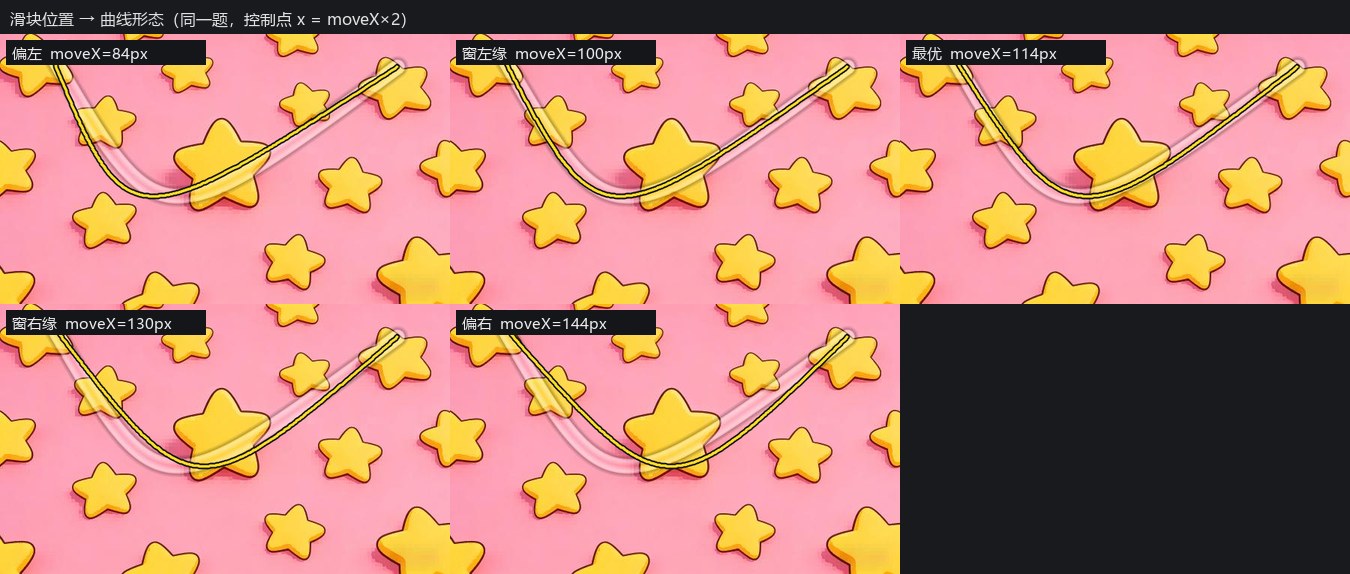 滑块位置 → 曲线形态（同一题，控制点 x = moveX×2）
偏左 moveX=84px
窗左缘 moveX=100px
最优 moveX=114px
窗右缘 moveX=130px
偏右 moveX=144px